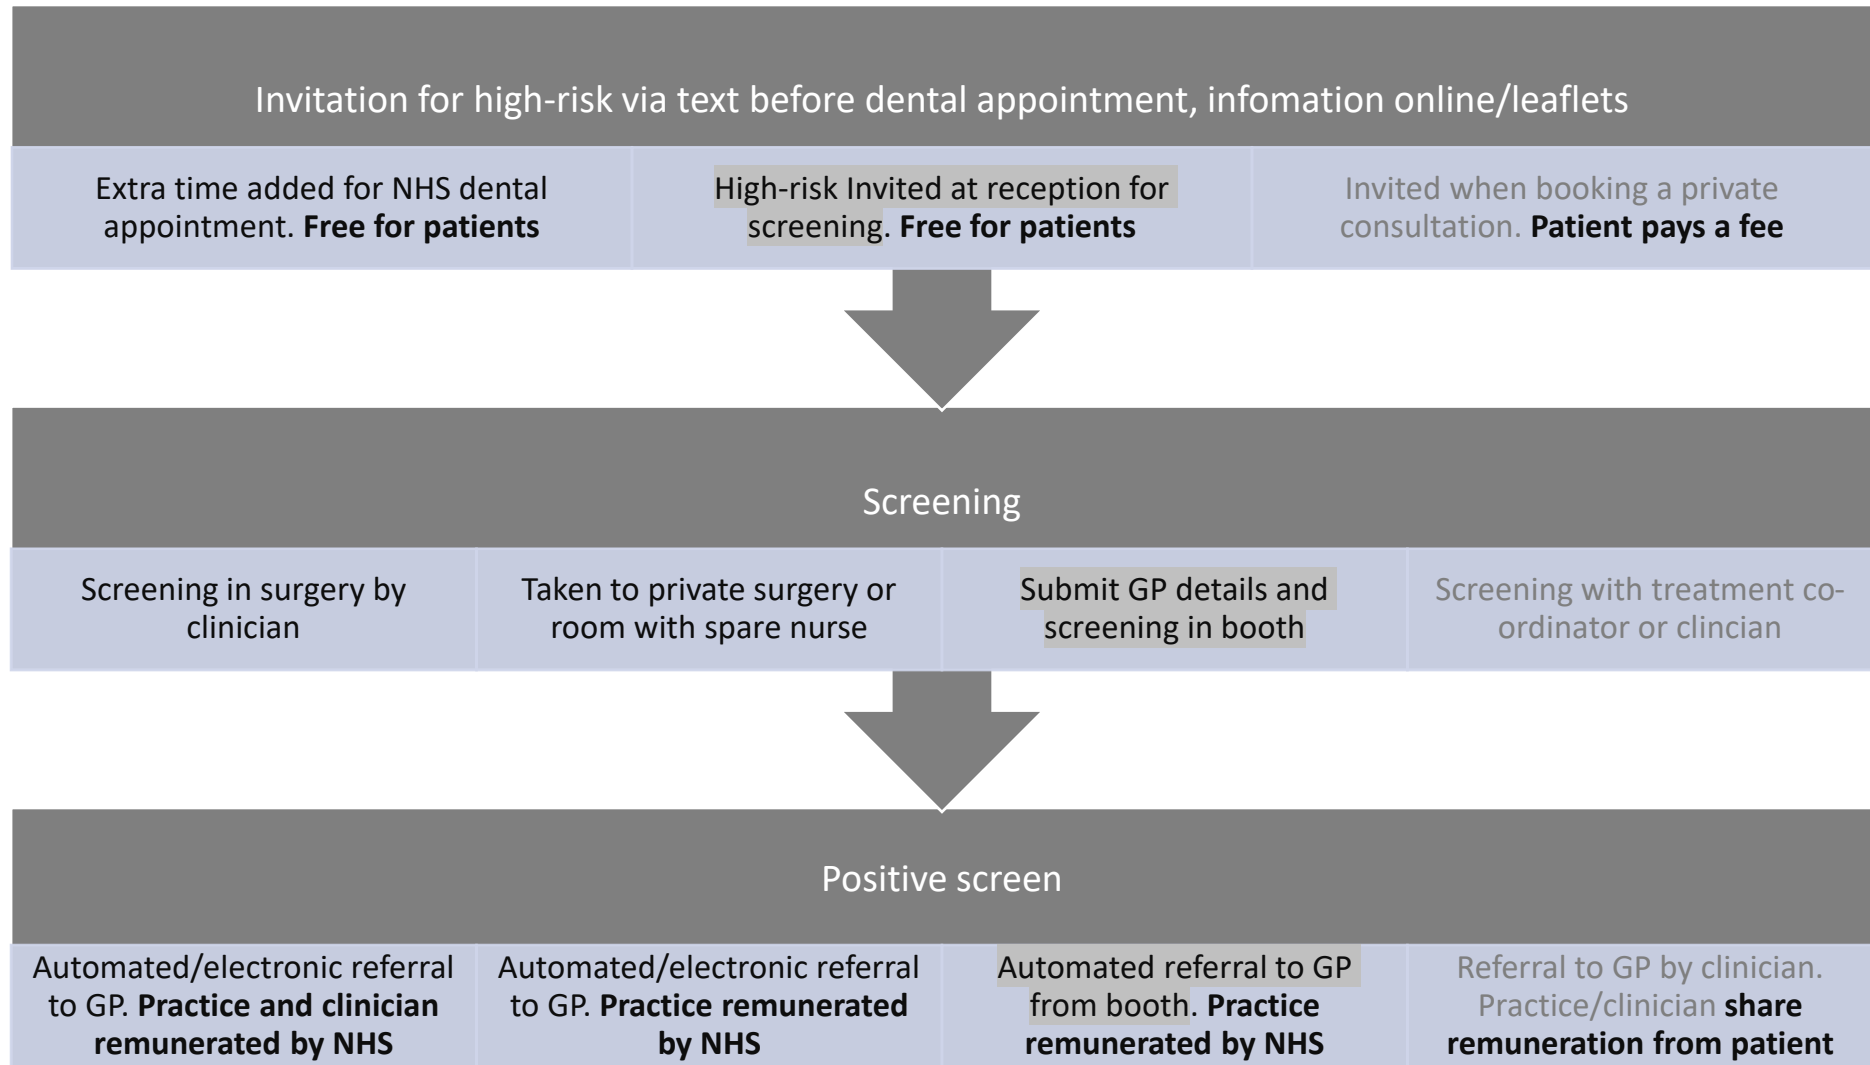 Invitation for high-risk via text before dental appointment, infomation online/leaflets
Extra time added for NHS dental
appointment. Free for patients
High-risk Invited at reception for
screening. Free for patients
Invited when booking a private
consultation. Patient pays a fee
Screening
Screening in surgery by
clinician
Taken to private surgery or
room with spare nurse
Submit GP details and
screening in booth
Screening with treatment co-
ordinator or clincian
Positive screen
Automated/electronic referral
to GP. Practice and clinician
remunerated by NHS
Automated/electronic referral
to GP. Practice remunerated
by NHS
Automated referral to GP
from booth. Practice
remunerated by NHS
Referral to GP by clinician.
Practice/clinician share
remuneration from patient